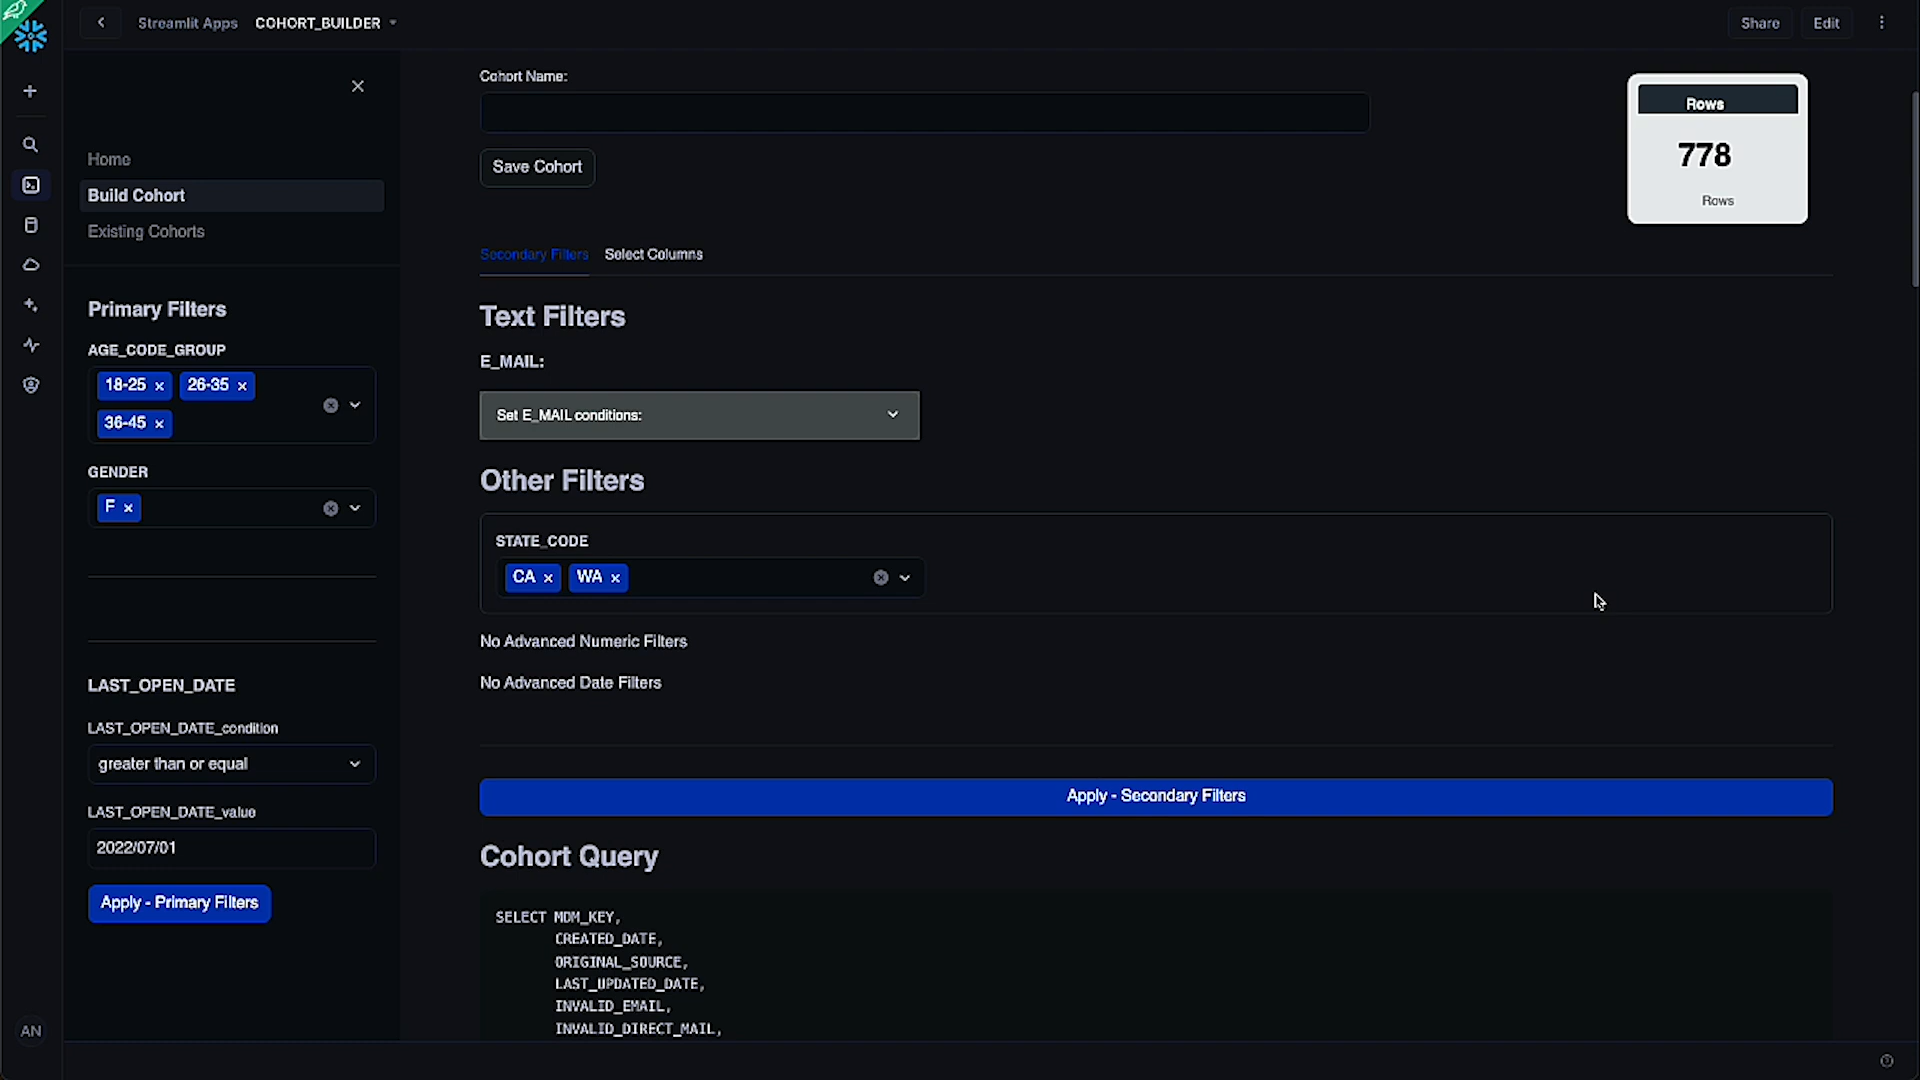 Streamlit Apps COHORT_BUILDER
Share Edit
Home
Build Cohort
Existing Cohorts
Primary Filters
AGE_CODE_GROUP
18-25 × 26-35 ×
36-45 ×
GENDER
F ×
LAST_OPEN_DATE
LAST_OPEN_DATE_condition
greater than or equal
LAST_OPEN_DATE_value
2022/07/01
Apply - Primary Filters
AN
Cohort Name:
Save Cohort
Rows
778
Rows
Secondary Filters Select Columns
Text Filters
E_MAIL:
Set E_MAIL conditions:
Other Filters
STATE_CODE
CA × WA ×
No Advanced Numeric Filters
No Advanced Date Filters
Apply - Secondary Filters
Cohort Query
SELECT MDM_KEY,
CREATED_DATE,
ORIGINAL_SOURCE,
LAST_UPDATED_DATE,
INVALID_EMAIL,
INVALID_DIRECT_MAIL,